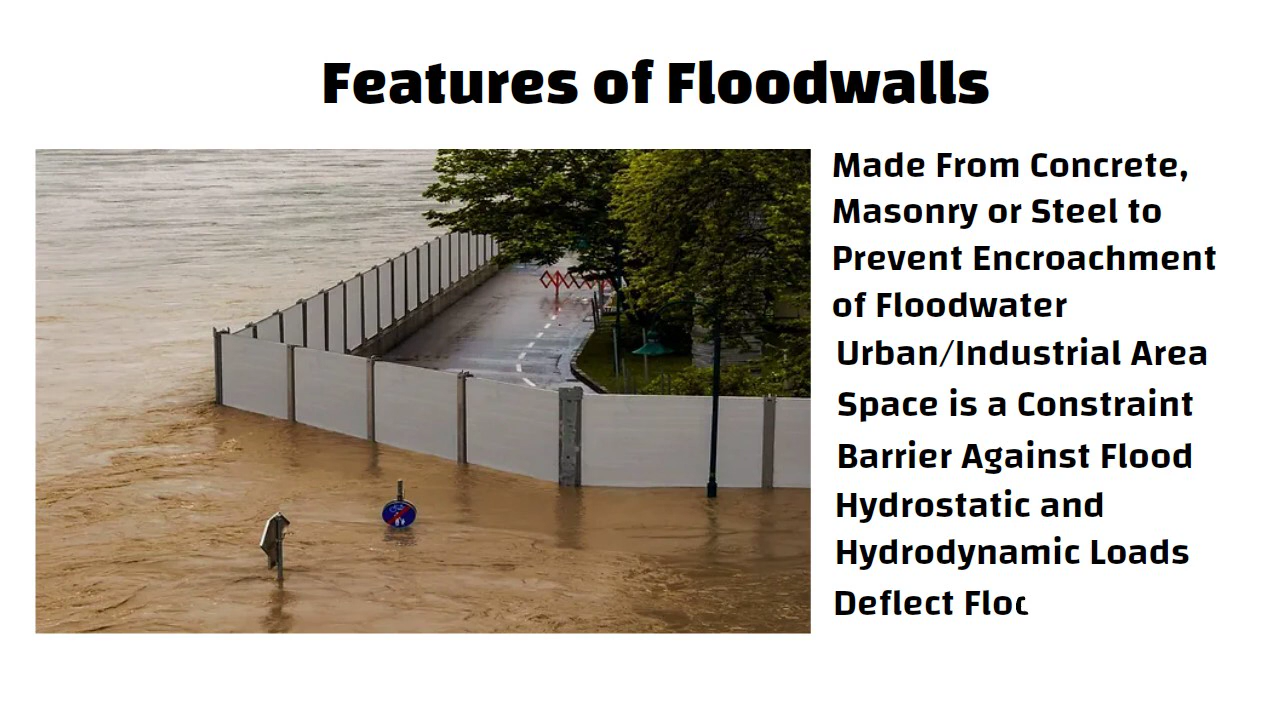 Features of Floodwalls
Made From Concrete,
Masonry or Steel to
Prevent Encroachment
of Floodwater
Urban/Industrial Area
Space is a Constraint
Barrier Against Flood
Hydrostatic and
Hydrodynamic Loads
Deflect